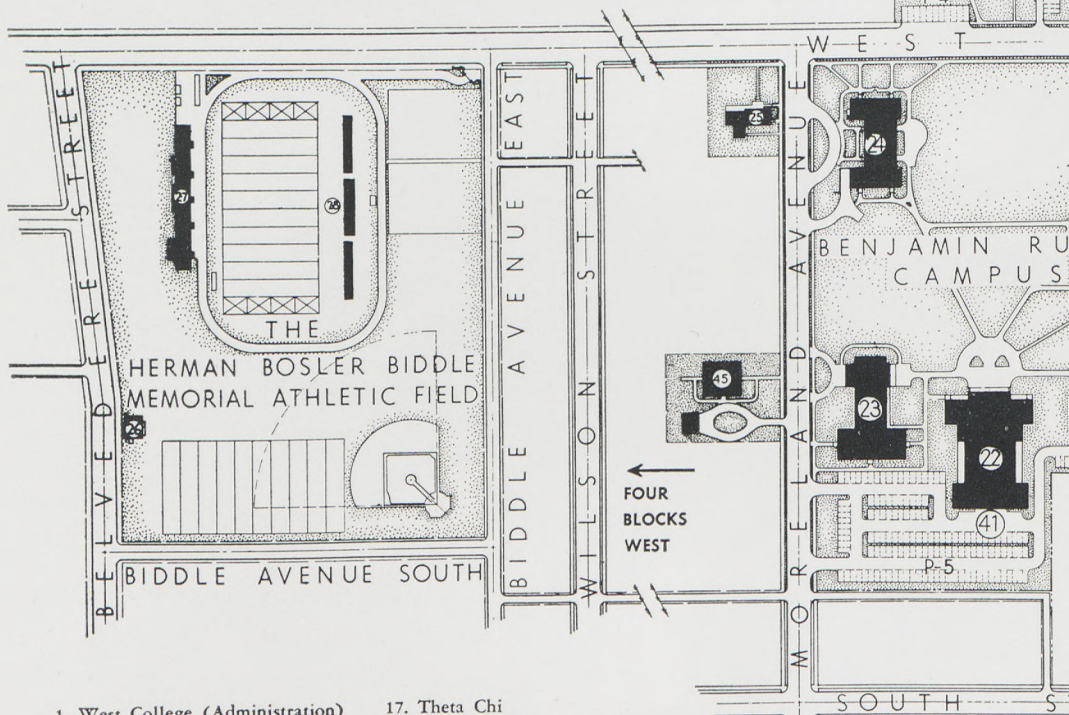 WEST
BELVEDERE STREET
27
28
THE
HERMAN BOSLER BIDDLE
MEMORIAL ATHLETIC FIELD
26
BIDDLE AVENUE SOUTH
BIDDLE AVENUE EAST
WILSON STREET
25
45
FOUR
BLOCKS
WEST
MORELAND AVENUE
24
BENJAMIN RU
CAMPUS
23
22
41
P-5
SOUTH S
1. West College (Administration)
17. Theta Chi